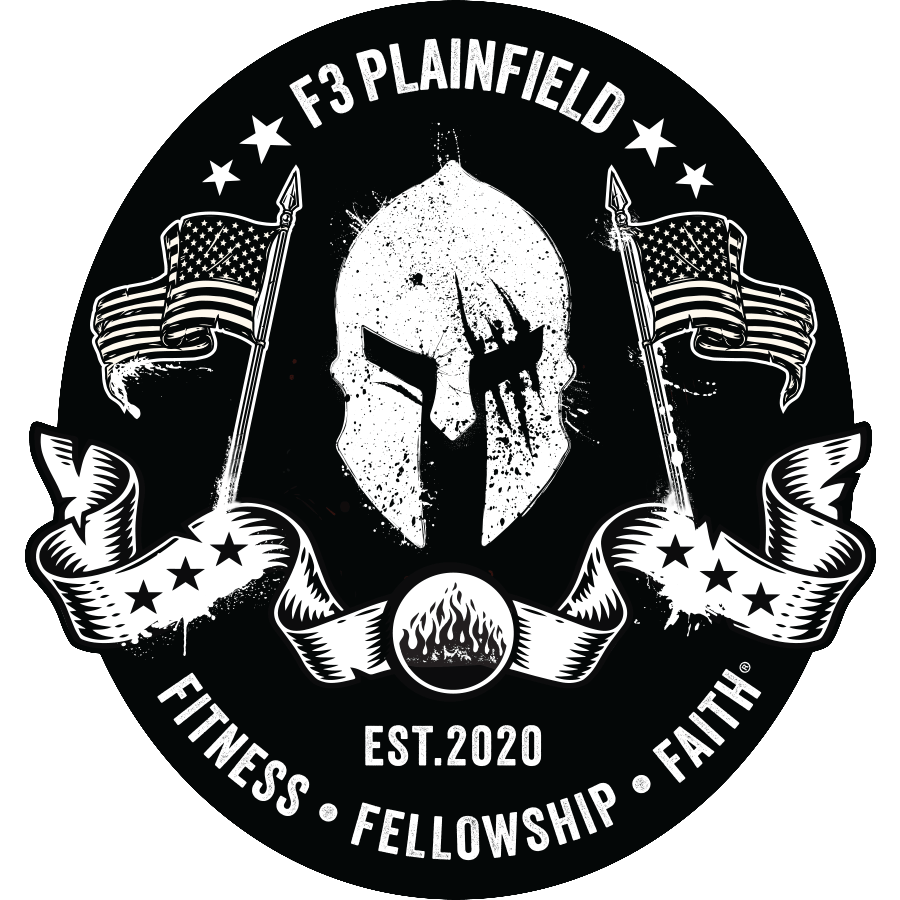 F3 PLAINFIELD
EST.2020
FITNESS • FELLOWSHIP • FAITH®